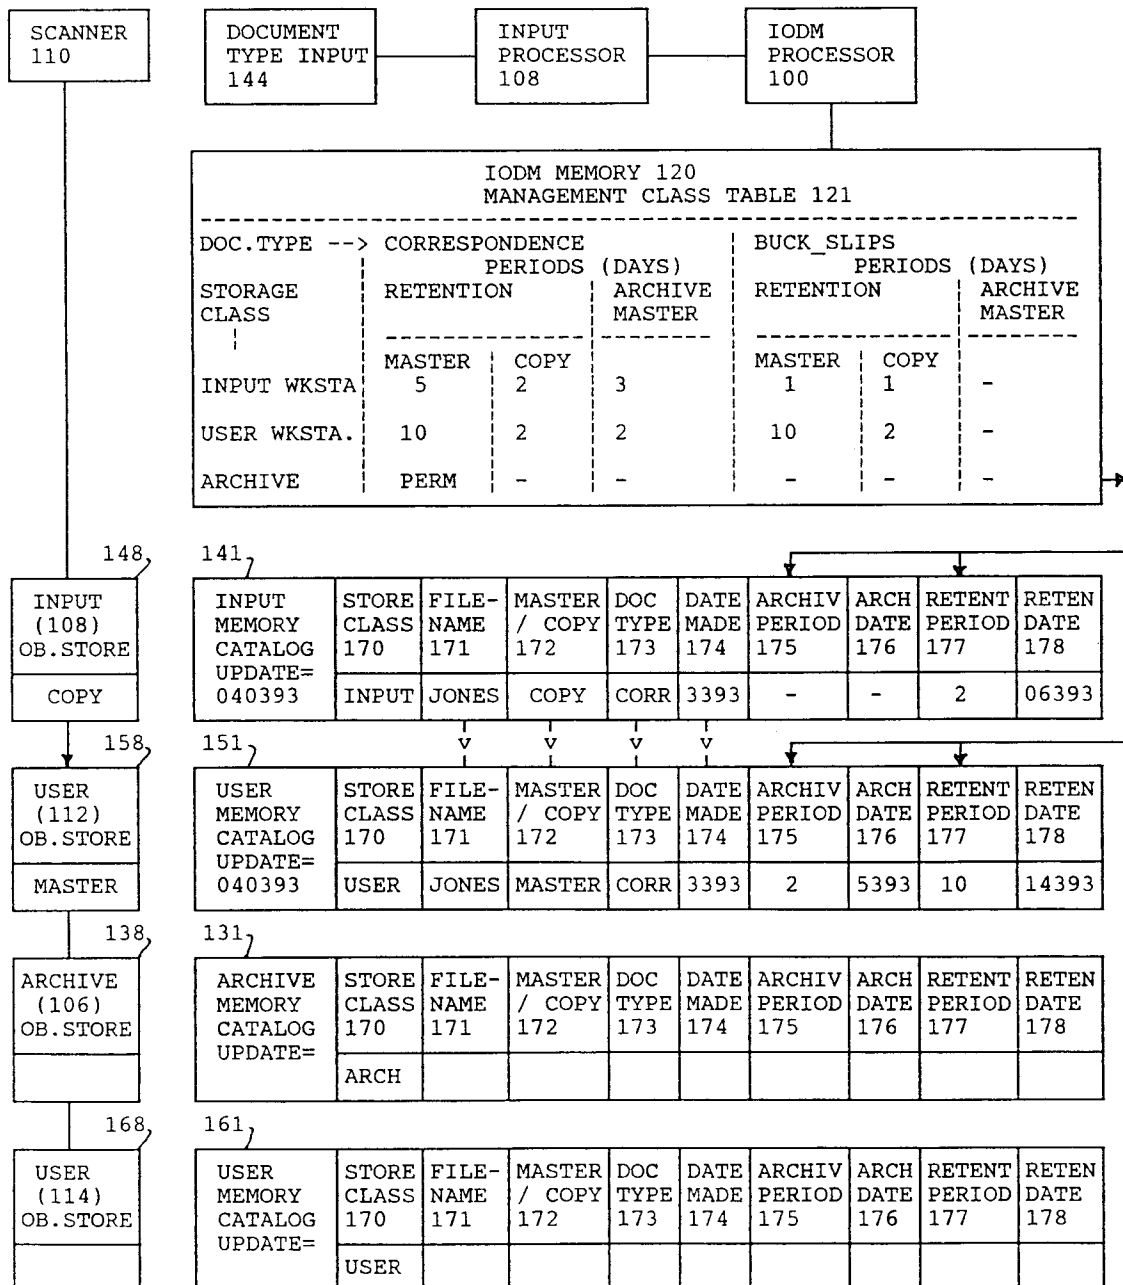 SCANNER
110
DOCUMENT
TYPE INPUT
144
INPUT
PROCESSOR
108
IODM
PROCESSOR
100
IODM MEMORY 120
MANAGEMENT CLASS TABLE 121
DOC.TYPE --> CORRESPONDENCE BUCK_SLIPS
PERIODS (DAYS) PERIODS (DAYS)
STORAGE RETENTION ARCHIVE RETENTION ARCHIVE
CLASS MASTER MASTER
MASTER COPY MASTER COPY
INPUT WKSTA 5 2 3 1 1 -
USER WKSTA. 10 2 2 10 2 -
ARCHIVE PERM - - - - -
148 141
INPUT
(108)
OB.STORE
COPY
INPUT STORE FILE- MASTER DOC DATE ARCHIV ARCH RETENT RETEN
MEMORY CLASS NAME / COPY TYPE MADE PERIOD DATE PERIOD DATE
CATALOG 170 171 172 173 174 175 176 177 178
UPDATE=
040393 INPUT JONES COPY CORR 3393 - - 2 06393
v v v v
158 151
USER
(112)
OB.STORE
MASTER
USER STORE FILE- MASTER DOC DATE ARCHIV ARCH RETENT RETEN
MEMORY CLASS NAME / COPY TYPE MADE PERIOD DATE PERIOD DATE
CATALOG 170 171 172 173 174 175 176 177 178
UPDATE=
040393 USER JONES MASTER CORR 3393 2 5393 10 14393
138 131
ARCHIVE
(106)
OB.STORE
ARCHIVE STORE FILE- MASTER DOC DATE ARCHIV ARCH RETENT RETEN
MEMORY CLASS NAME / COPY TYPE MADE PERIOD DATE PERIOD DATE
CATALOG 170 171 172 173 174 175 176 177 178
UPDATE=
ARCH
168 161
USER
(114)
OB.STORE
USER STORE FILE- MASTER DOC DATE ARCHIV ARCH RETENT RETEN
MEMORY CLASS NAME / COPY TYPE MADE PERIOD DATE PERIOD DATE
CATALOG 170 171 172 173 174 175 176 177 178
UPDATE=
USER